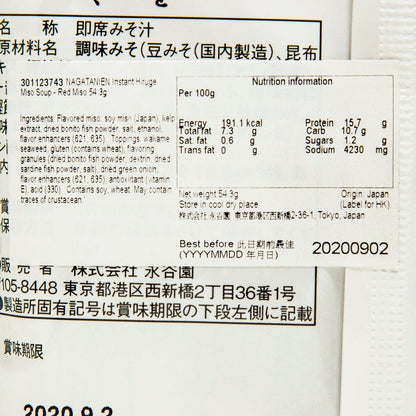 名　　　称　即席みそ汁
原材料名　調味みそ(豆みそ(国内製造)、昆布
301123743 NAGATANIEN Instant Hiruge
Miso Soup - Red Miso 54.3g
Ingredients: Flavored miso, soy miso (Japan), kelp
extract, dried bonito fish powder, salt, ethanol,
flavor enhancers (621, 635), Toppings: wakame
seaweed, gluten (contains wheat), flavoring
granules (dried bonito fish powder, dextrin, dried
sardine fish powder, salt), dried green onion,
flavor enhancers (621, 635), antioxidant (vitamin
E), acid (330). Contains soy, wheat. May contain
traces of crustacean.
Nutrition information
Per 100g
Energy 191.1 kcal Protein 15.7 g
Total fat 7.3 g Carb 10.7 g
Sat. fat 0.6 g Sugars 1.2 g
Trans fat 0 g Sodium 4230 mg
Net weight 54.3g Origin: Japan
Store in cool dry place (Label for HK)
株式会社 永谷園 東京都港区西新橋2-36-1, Tokyo, Japan
Best before 此日期前最佳 20200902
(YYYYMMDD 年月日)
販売者　株式会社 永谷園
〒105-8448 東京都港区西新橋2丁目36番1号
●製造所固有記号は賞味期限の下段左側に記載
賞味期限
2020.9.2